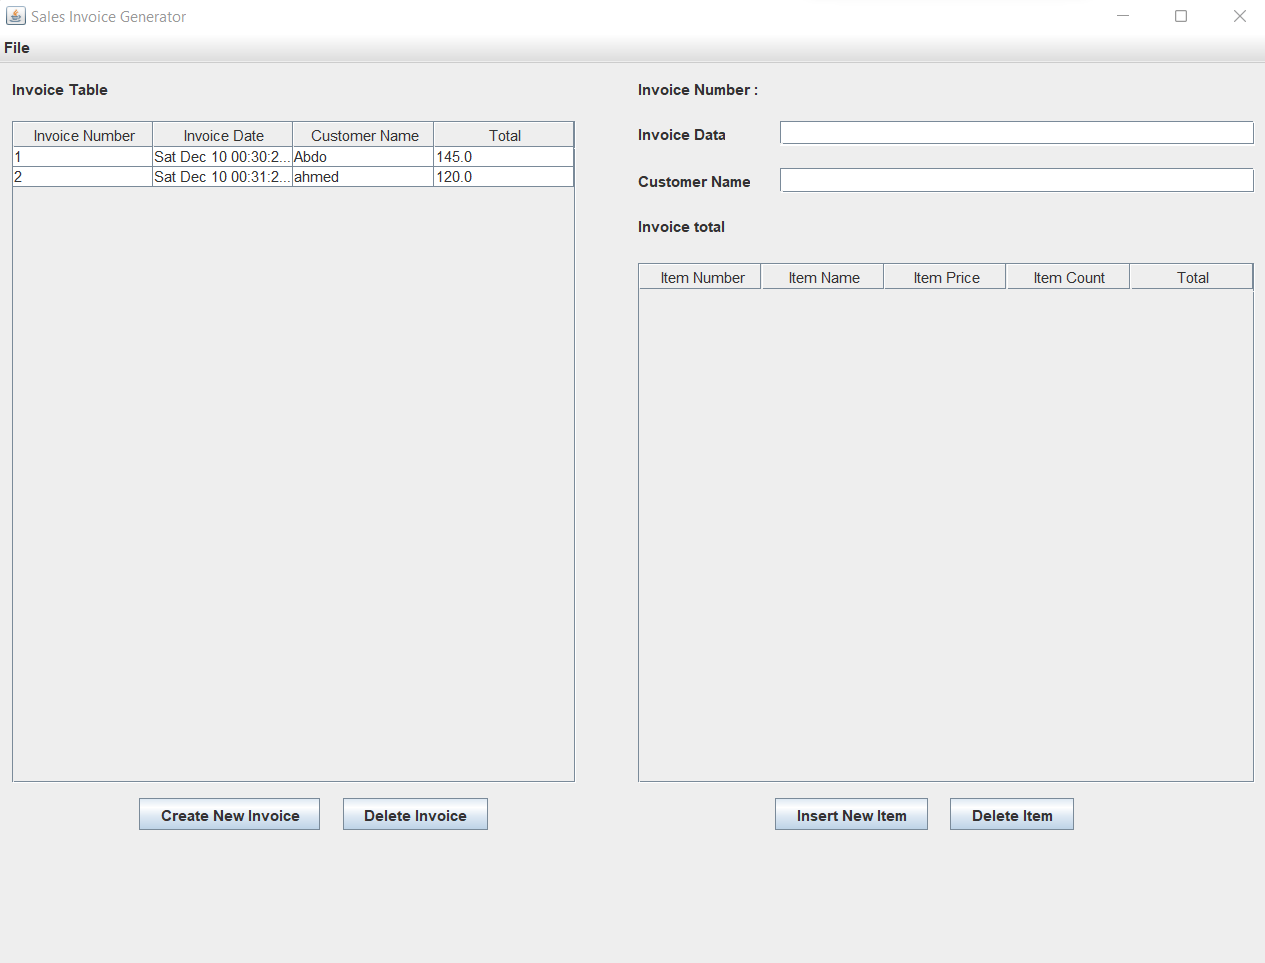 Sales Invoice Generator
File
Invoice Table
Invoice Number Invoice Date Customer Name Total
1 Sat Dec 10 00:30:2... Abdo 145.0
2 Sat Dec 10 00:31:2... ahmed 120.0
Create New Invoice Delete Invoice
Invoice Number :
Invoice Data
Customer Name
Invoice total
Item Number Item Name Item Price Item Count Total
Insert New Item Delete Item